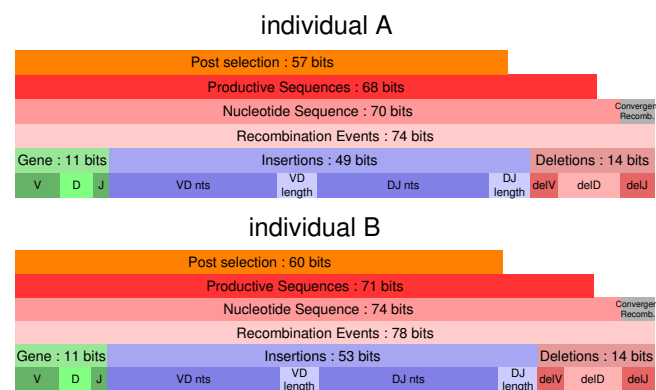 individual A
Post selection : 57 bits
Productive Sequences : 68 bits
Nucleotide Sequence : 70 bits
Convergen
Recomb.
Recombination Events : 74 bits
Gene : 11 bits Insertions : 49 bits Deletions : 14 bits
V D J VD nts VD length DJ nts DJ length delV delD delJ
individual B
Post selection : 60 bits
Productive Sequences : 71 bits
Nucleotide Sequence : 74 bits
Convergen
Recomb.
Recombination Events : 78 bits
Gene : 11 bits Insertions : 53 bits Deletions : 14 bits
V D J VD nts VD length DJ nts DJ length delV delD delJ